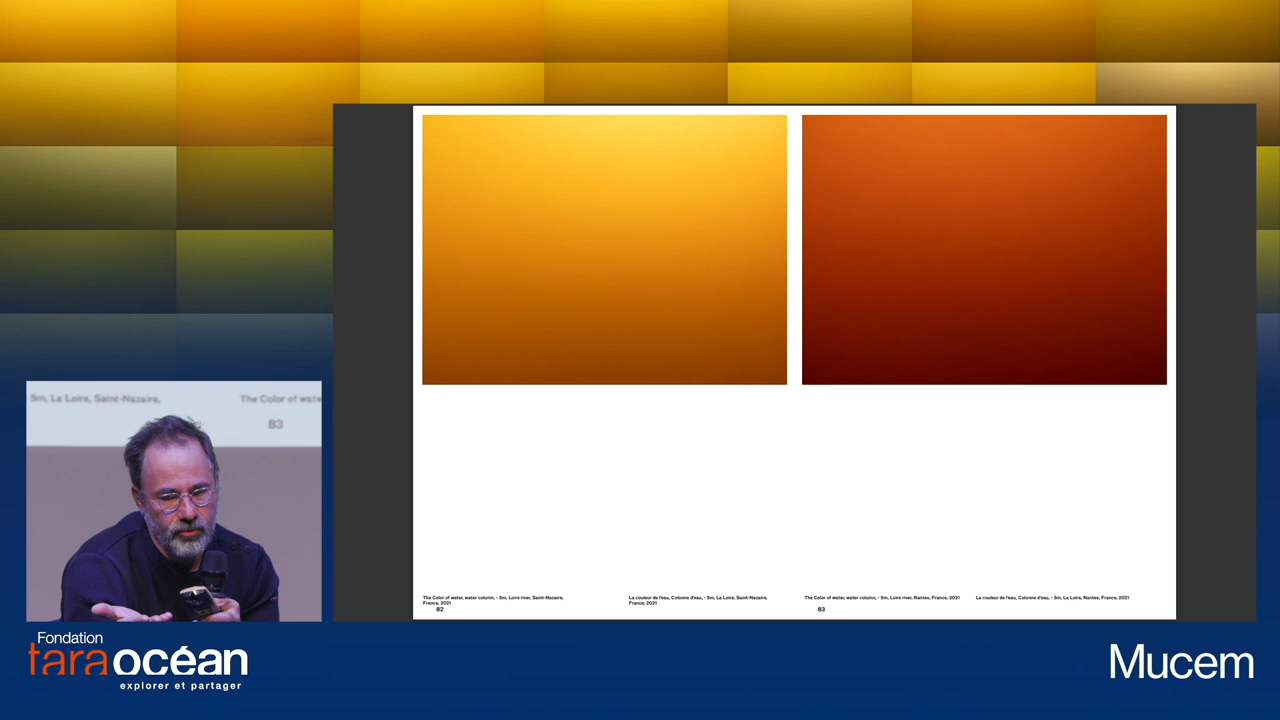 The Color of water, water column, - 5m, Loire river, Saint-Nazaire,
France, 2021
82
La couleur de l'eau, Colonne d'eau, - 5m, La Loire, Saint-Nazaire,
France, 2021
The Color of water, water column, - 5m, Loire river, Nantes, France, 2021
83
La couleur de l'eau, Colonne d'eau, - 5m, La Loire, Nantes, France, 2021
5m, La Loire, Saint-Nazaire,
The Color of wate
83
Fondation
taraocéan
explorer et partager
Mucem